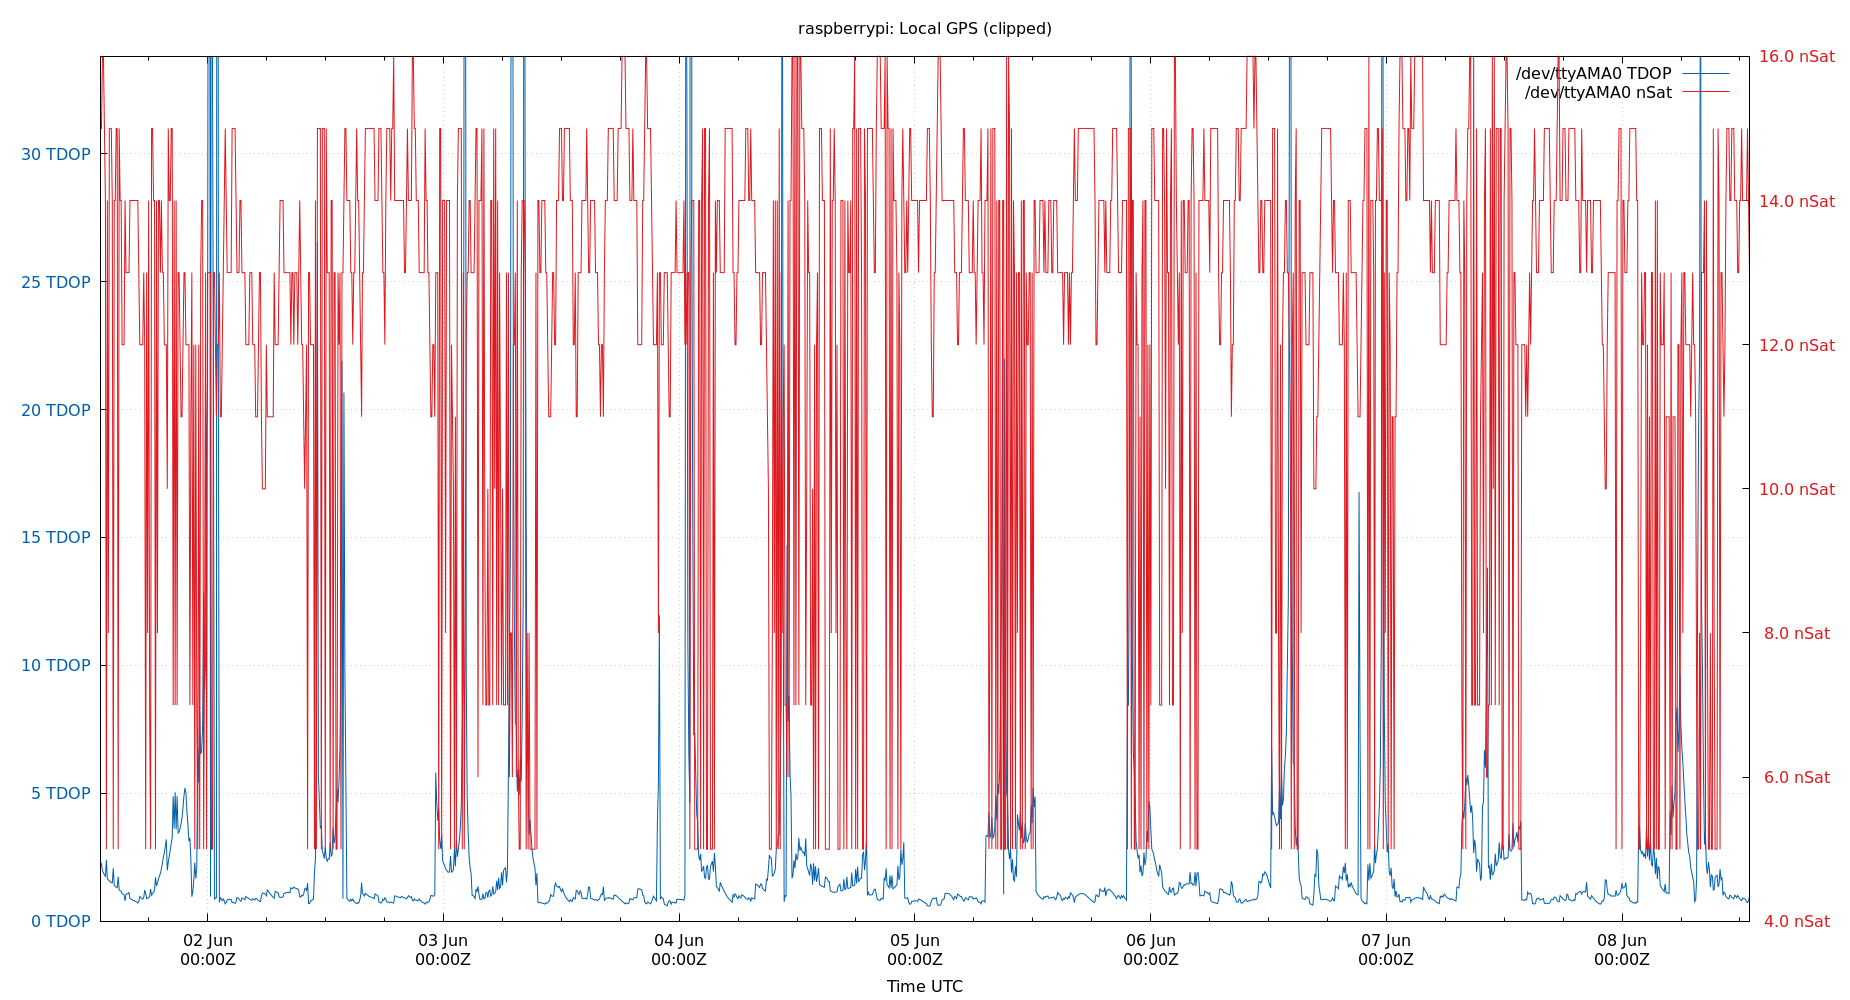 raspberrypi: Local GPS (clipped)
/dev/ttyAMA0 TDOP
/dev/ttyAMA0 nSat
30 TDOP
25 TDOP
20 TDOP
15 TDOP
10 TDOP
5 TDOP
0 TDOP
16.0 nSat
14.0 nSat
12.0 nSat
10.0 nSat
8.0 nSat
6.0 nSat
4.0 nSat
02 Jun
00:00Z
03 Jun
00:00Z
04 Jun
00:00Z
05 Jun
00:00Z
06 Jun
00:00Z
07 Jun
00:00Z
08 Jun
00:00Z
Time UTC